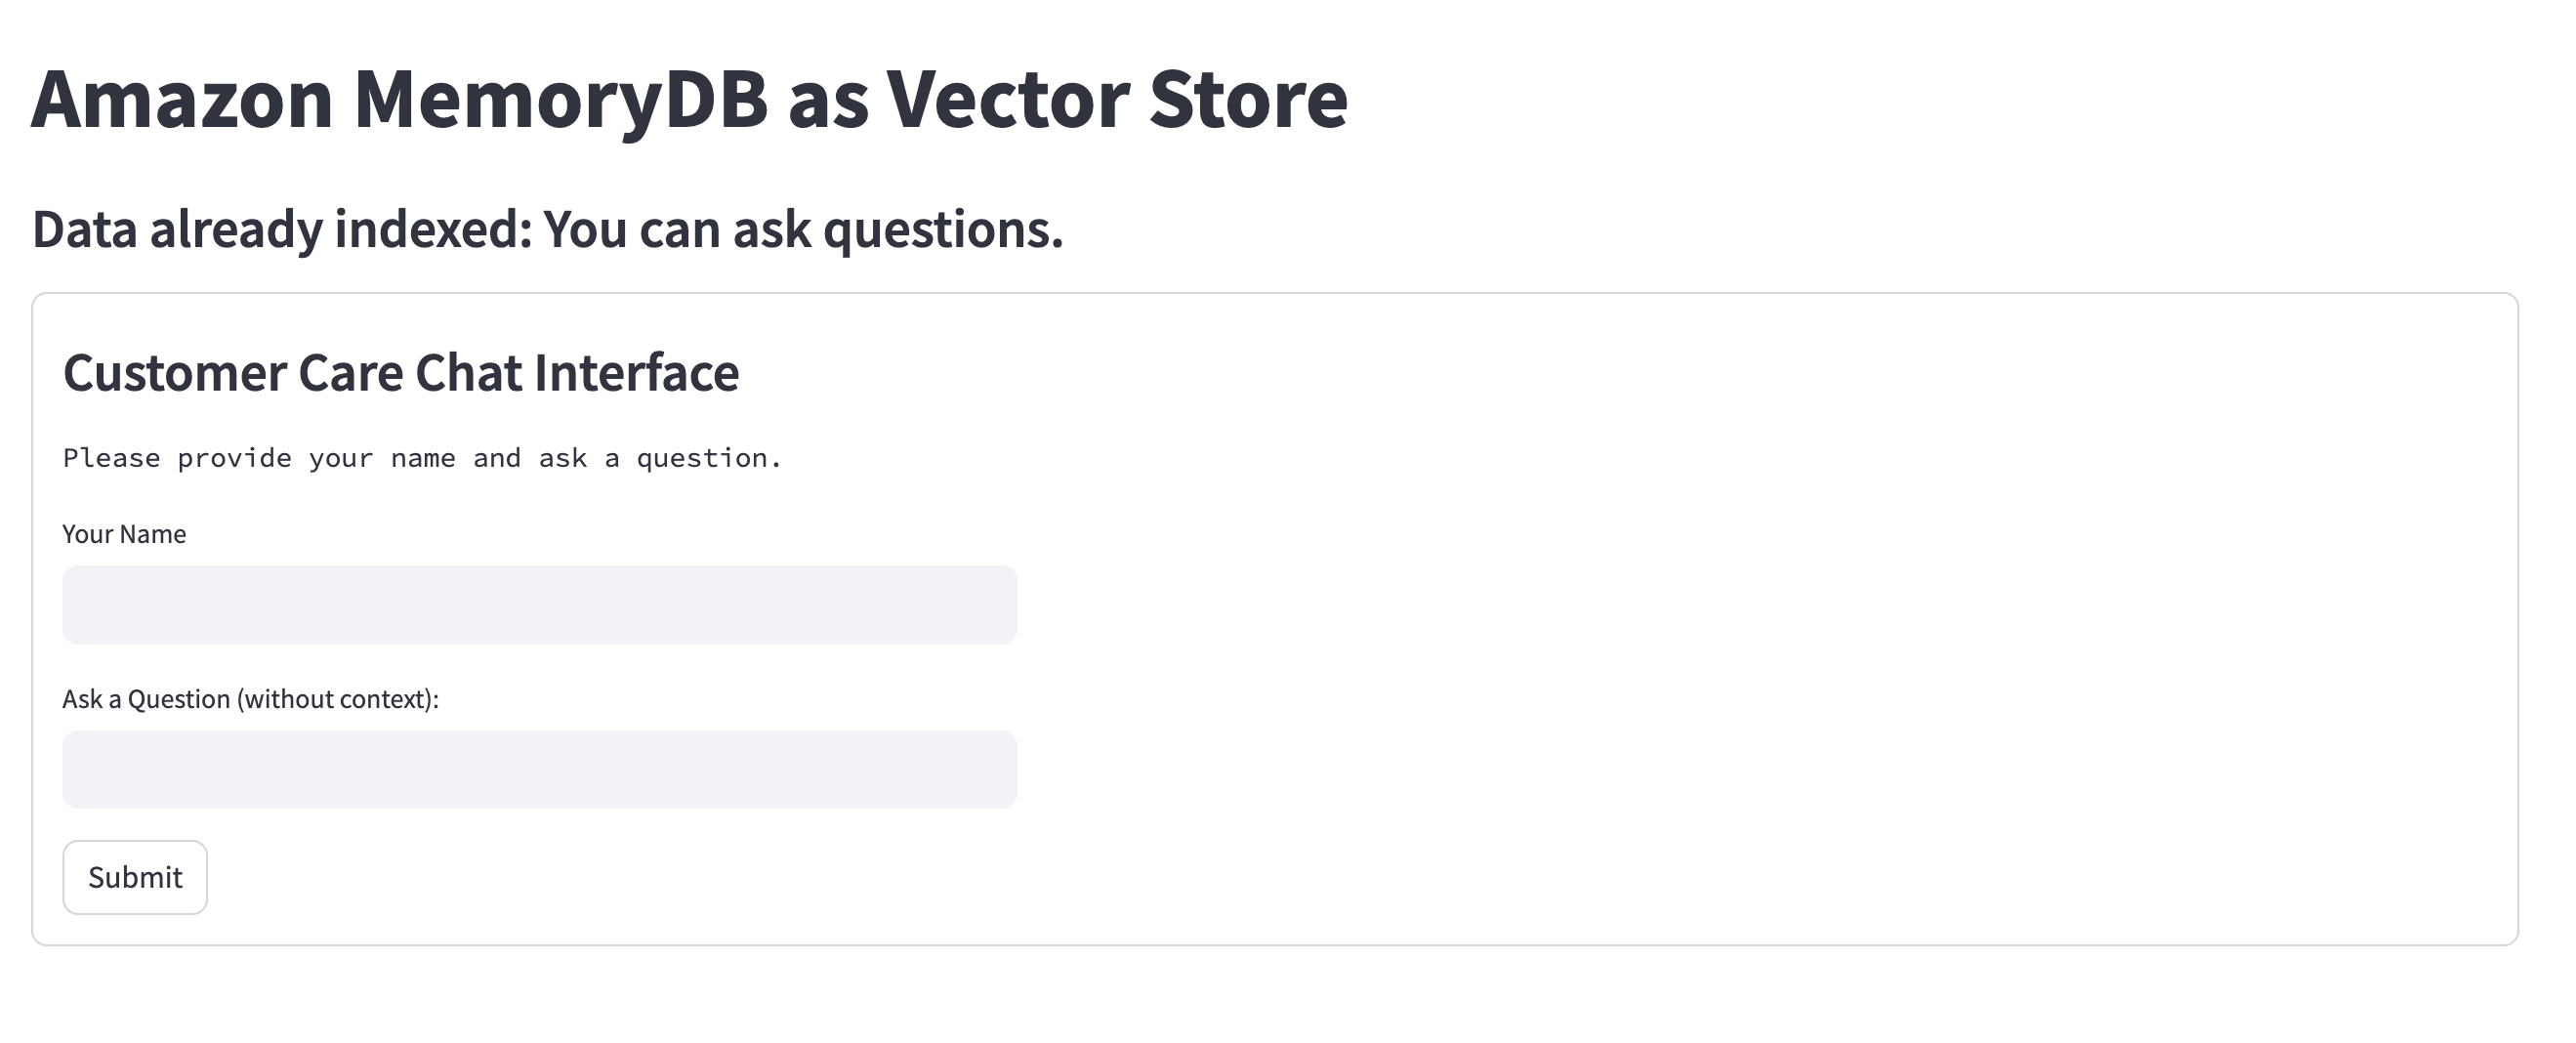 Amazon MemoryDB as Vector Store
Data already indexed: You can ask questions.
Customer Care Chat Interface
Please provide your name and ask a question.
Your Name
Ask a Question (without context):
Submit